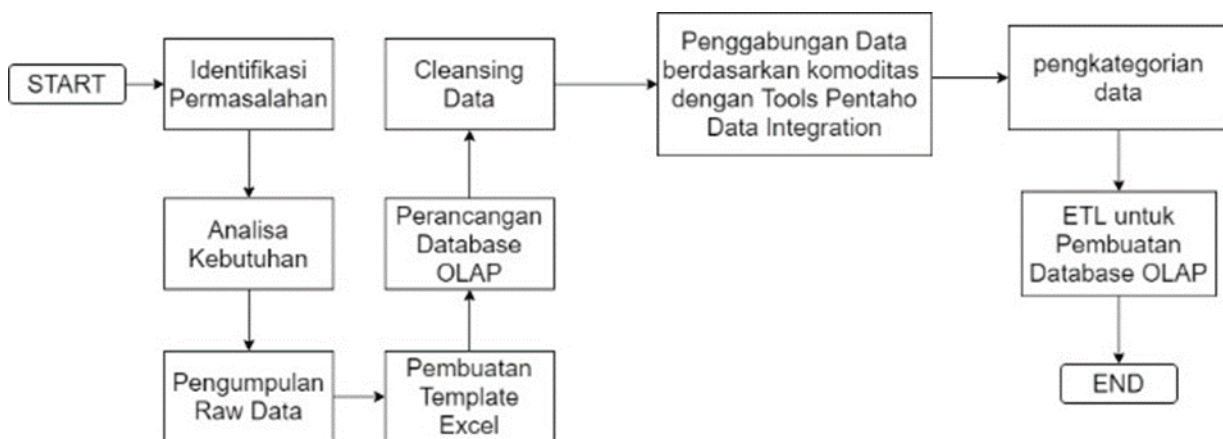 START
Identifikasi
Permasalahan
Analisa
Kebutuhan
Pengumpulan
Raw Data
Pembuatan
Template
Excel
Perancangan
Database
OLAP
Cleansing
Data
Penggabungan Data
berdasarkan komoditas
dengan Tools Pentaho
Data Integration
pengkategorian
data
ETL untuk
Pembuatan
Database OLAP
END